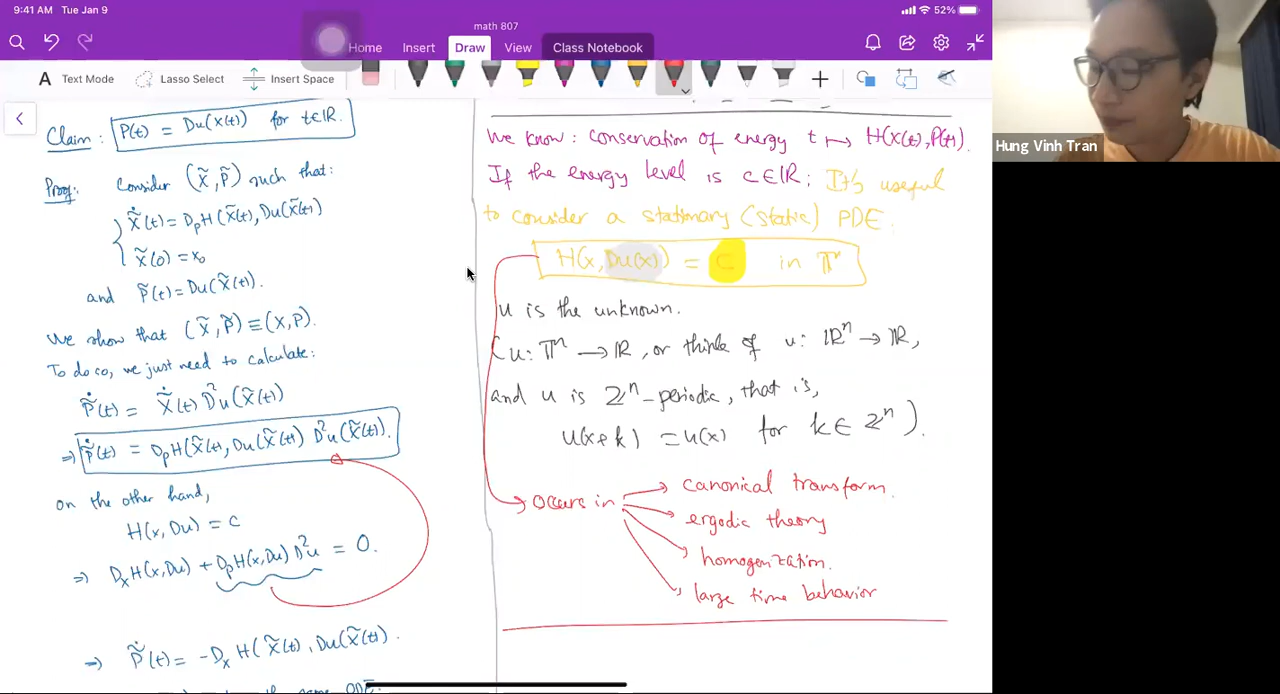 9:41 AM Tue Jan 9
52%
math 807
Home Insert Draw View Class Notebook
A Text Mode Lasso Select Insert Space
Hung Vinh Tran
Claim: P(t) = Du(X(t)) for t∈ℝ.
Proof: Consider (X̃, P̃) such that:
{ X̃̇(t) = DpH(X̃(t), Du(X̃(t))
X̃(0) = x₀
and P̃(t) = Du(X̃(t)).
We show that (X̃, P̃) ≡ (X, P).
To do so, we just need to calculate:
P̃̇(t) = X̃̇(t) D²u(X̃(t))
⇒ P̃̇(t) = DpH(X̃(t), Du(X̃(t)) D²u(X̃(t)).
on the other hand,
H(x, Du) = c
⇒ DxH(x, Du) + DpH(x, Du) D²u = 0.
⇒ P̃̇(t) = -DxH(X̃(t), Du(X̃(t)).
the same ODE.
We know: conservation of energy t ↦ H(X(t), P(t)).
If the energy level is c∈ℝ; It's useful
to consider a stationary (static) PDE:
H(x, Du(x)) = c in 𝕋ⁿ
u is the unknown.
(u: 𝕋ⁿ → ℝ, or think of u: ℝⁿ → ℝ,
and u is ℤⁿ-periodic, that is,
u(x+k) = u(x) for k∈ ℤⁿ).
Occurs in → canonical transform.
→ ergodic theory
→ homogenization.
→ large time behavior